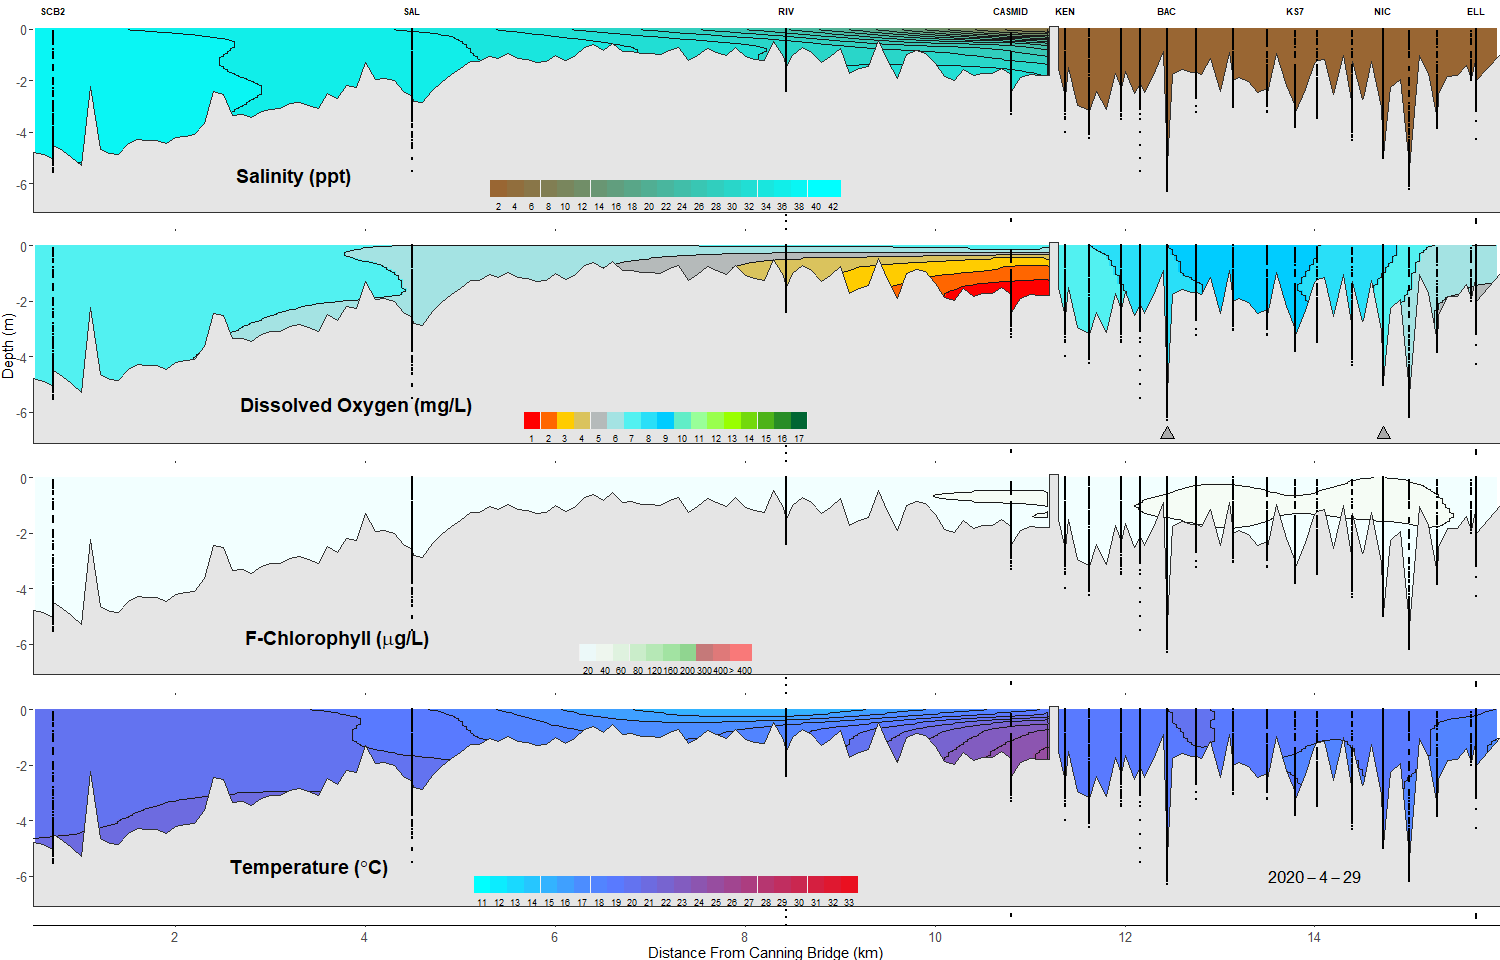 SCB2 SAL RIV CASMID KEN BAC KS7 NIC ELL
0
-2
-4
-6
Salinity (ppt)
2 4 6 8 10 12 14 16 18 20 22 24 26 28 30 32 34 36 38 40 42
0
-2
-4
-6
Depth (m)
Dissolved Oxygen (mg/L)
1 2 3 4 5 6 7 8 9 10 11 12 13 14 15 16 17
0
-2
-4
-6
F-Chlorophyll (μg/L)
20 40 60 80 120 160 200 300 400 > 400
0
-2
-4
-6
Temperature (°C)
2020 – 4 – 29
11 12 13 14 15 16 17 18 19 20 21 22 23 24 25 26 27 28 29 30 31 32 33
2 4 6 8 10 12 14
Distance From Canning Bridge (km)